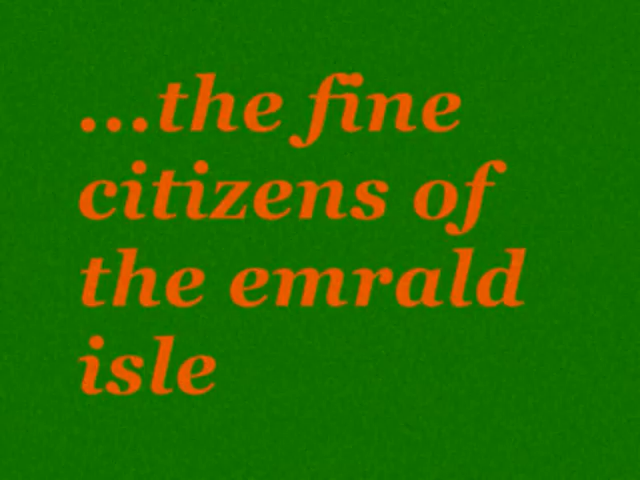 ...the fine
citizens of
the emrald
isle